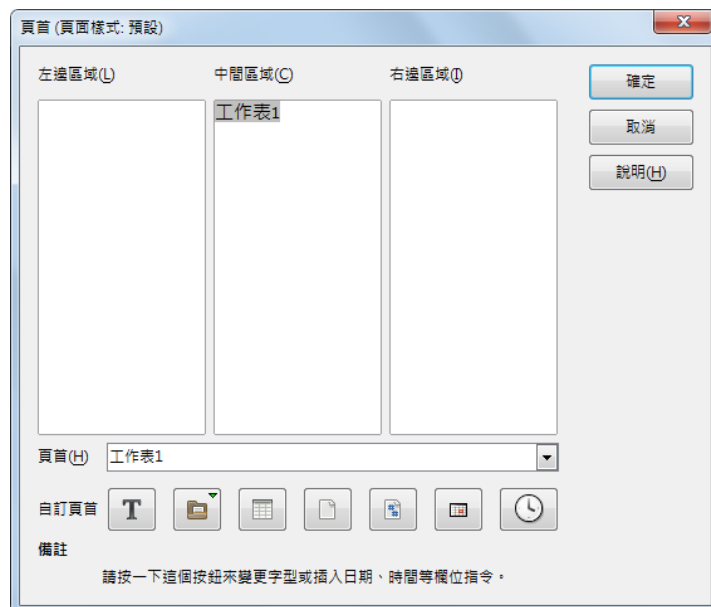 頁首 (頁面樣式: 預設)
左邊區域(L) 中間區域(C) 右邊區域(I)
確定
工作表1
取消
說明(H)
頁首(H) 工作表1
自訂頁首 T
備註
請按一下這個按鈕來變更字型或插入日期、時間等欄位指令。